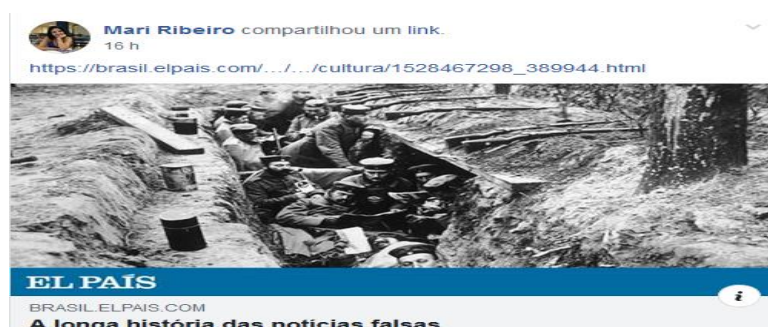 Mari Ribeiro compartilhou um link.
16 h
https://brasil.elpais.com/.../.../cultura/1528467298_389944.html
EL PAÍS
i
BRASIL.ELPAIS.COM
A longa história das notícias falsas